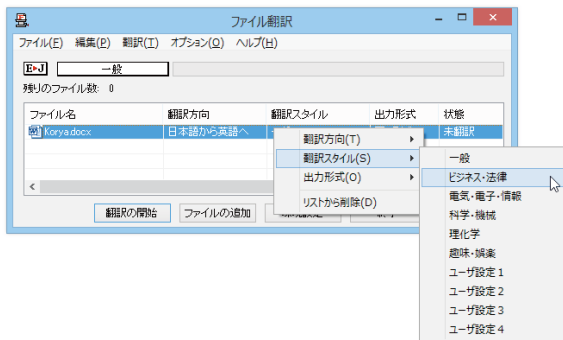 ファイル翻訳
ファイル(F) 編集(P) 翻訳(T) オプション(O) ヘルプ(H)
E▸J 一般
残りのファイル数: 0
ファイル名 翻訳方向 翻訳スタイル 出力形式 状態
Korya.docx 日本語から英語へ 未翻訳
翻訳方向(T)
翻訳スタイル(S)
出力形式(O)
リストから削除(D)
一般
ビジネス・法律
電気・電子・情報
科学・機械
理化学
趣味・娯楽
ユーザ設定 1
ユーザ設定 2
ユーザ設定 3
ユーザ設定 4
翻訳の開始 ファイルの追加